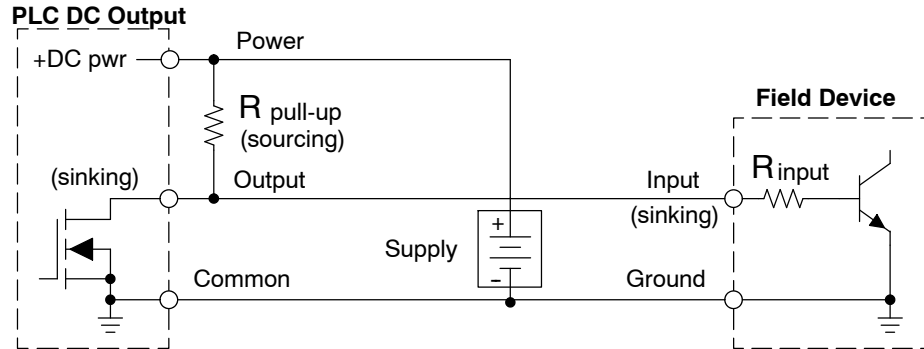 PLC DC Output
Power
+DC pwr
R pull-up
(sourcing)
Field Device
(sinking)
Output
Input
(sinking)
R input
Supply
+
–
Common
Ground